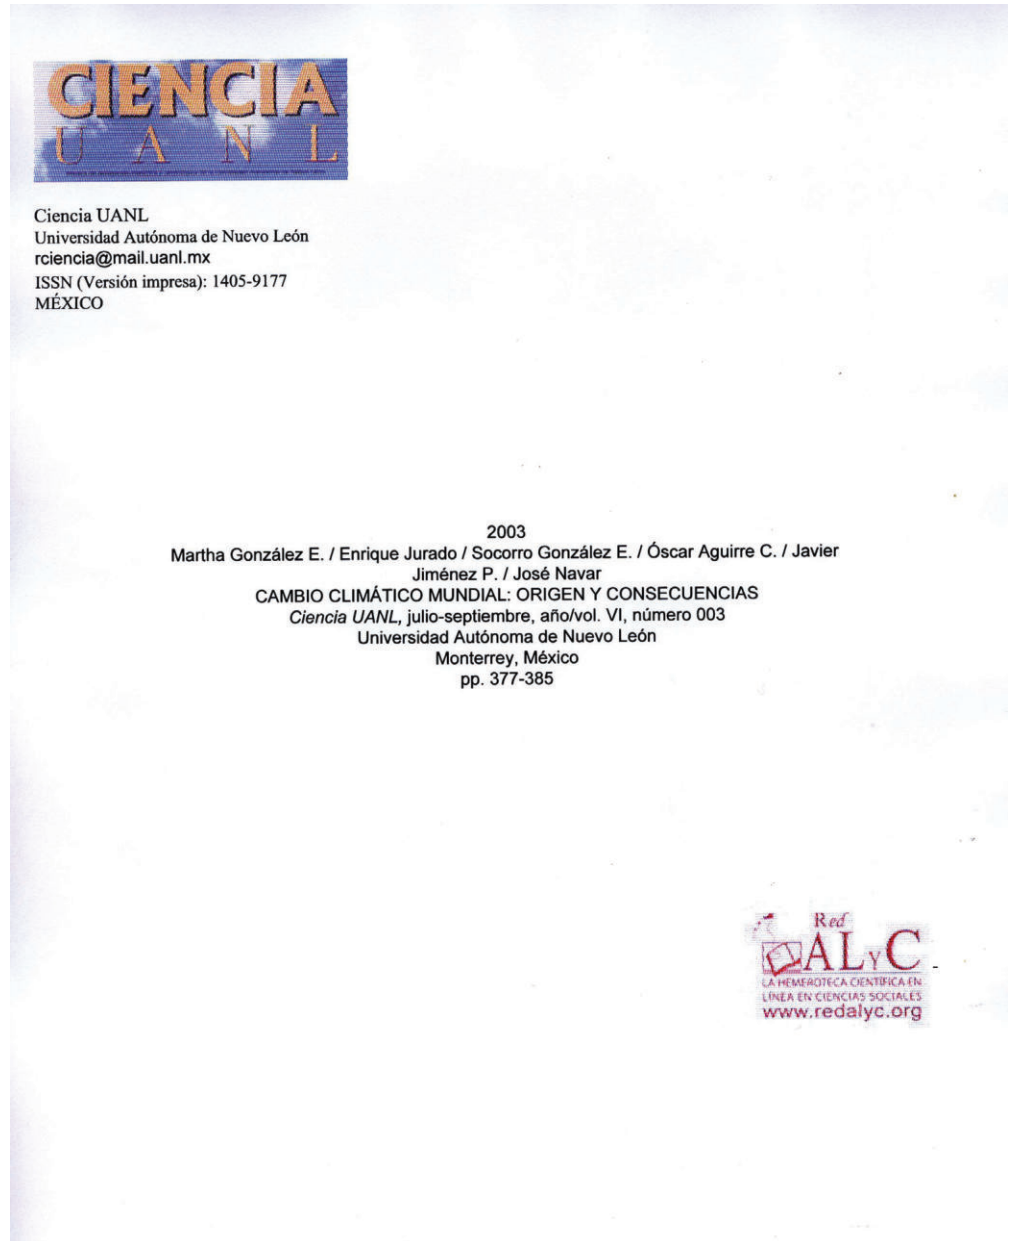 CIENCIA
U A N L
Ciencia UANL
Universidad Autónoma de Nuevo León
rciencia@mail.uanl.mx
ISSN (Versión impresa): 1405-9177
MÉXICO
2003
Martha González E. / Enrique Jurado / Socorro González E. / Óscar Aguirre C. / Javier
Jiménez P. / José Navar
CAMBIO CLIMÁTICO MUNDIAL: ORIGEN Y CONSECUENCIAS
Ciencia UANL, julio-septiembre, año/vol. VI, número 003
Universidad Autónoma de Nuevo León
Monterrey, México
pp. 377-385
Red
ALyC
LA HEMEROTECA CIENTÍFICA EN
LÍNEA EN CIENCIAS SOCIALES
www.redalyc.org